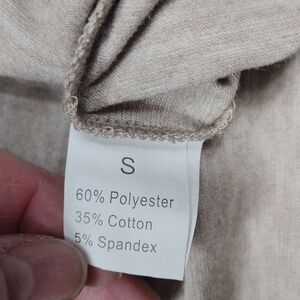 S
60% Polyester
35% Cotton
5% Spandex